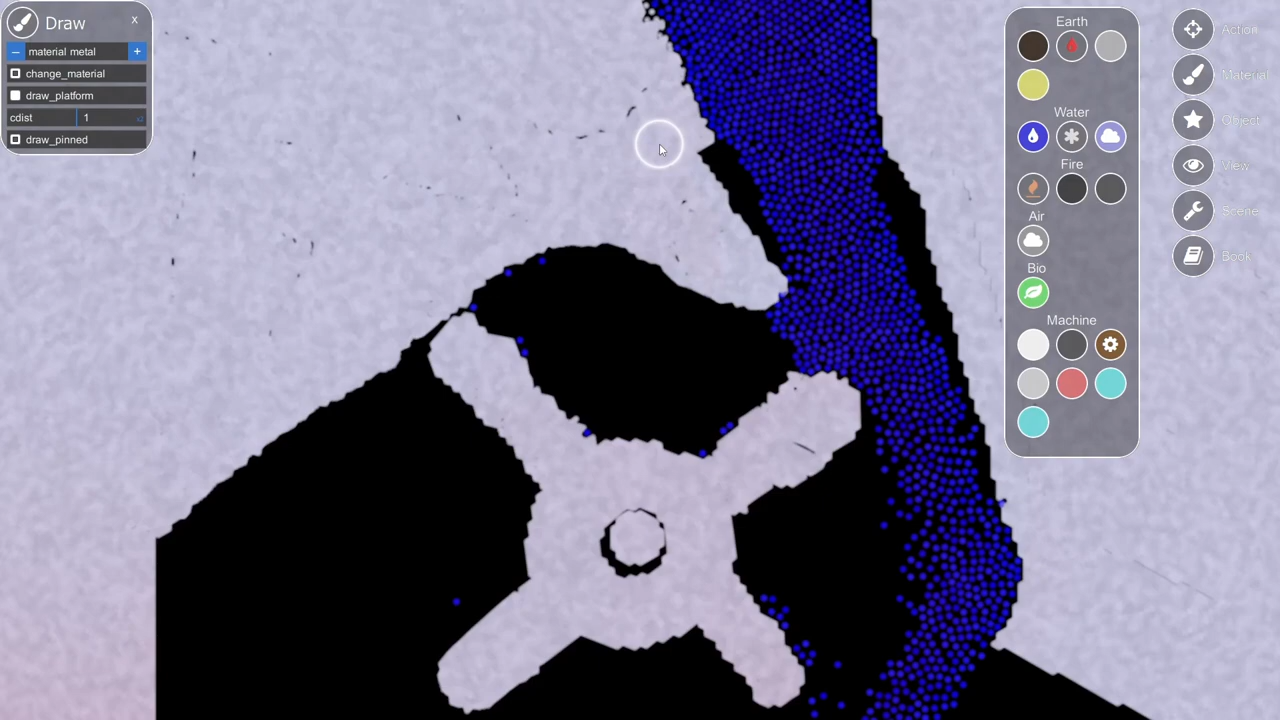 Draw
x
– material metal +
change_material
draw_platform
cdist 1
draw_pinned
Earth
Water
Fire
Air
Bio
Machine
Action
Material
Object
View
Scene
Book